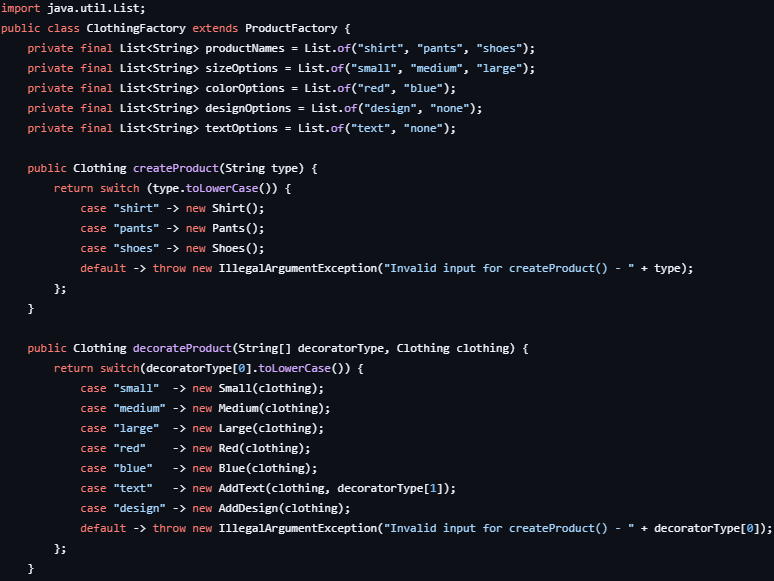 import java.util.List;
public class ClothingFactory extends ProductFactory {
    private final List<String> productNames = List.of("shirt", "pants", "shoes");
    private final List<String> sizeOptions = List.of("small", "medium", "large");
    private final List<String> colorOptions = List.of("red", "blue");
    private final List<String> designOptions = List.of("design", "none");
    private final List<String> textOptions = List.of("text", "none");

    public Clothing createProduct(String type) {
        return switch (type.toLowerCase()) {
            case "shirt" -> new Shirt();
            case "pants" -> new Pants();
            case "shoes" -> new Shoes();
            default -> throw new IllegalArgumentException("Invalid input for createProduct() - " + type);
        };
    }

    public Clothing decorateProduct(String[] decoratorType, Clothing clothing) {
        return switch(decoratorType[0].toLowerCase()) {
            case "small"  -> new Small(clothing);
            case "medium" -> new Medium(clothing);
            case "large"  -> new Large(clothing);
            case "red"    -> new Red(clothing);
            case "blue"   -> new Blue(clothing);
            case "text"   -> new AddText(clothing, decoratorType[1]);
            case "design" -> new AddDesign(clothing);
            default -> throw new IllegalArgumentException("Invalid input for createProduct() - " + decoratorType[0]);
        };
    }